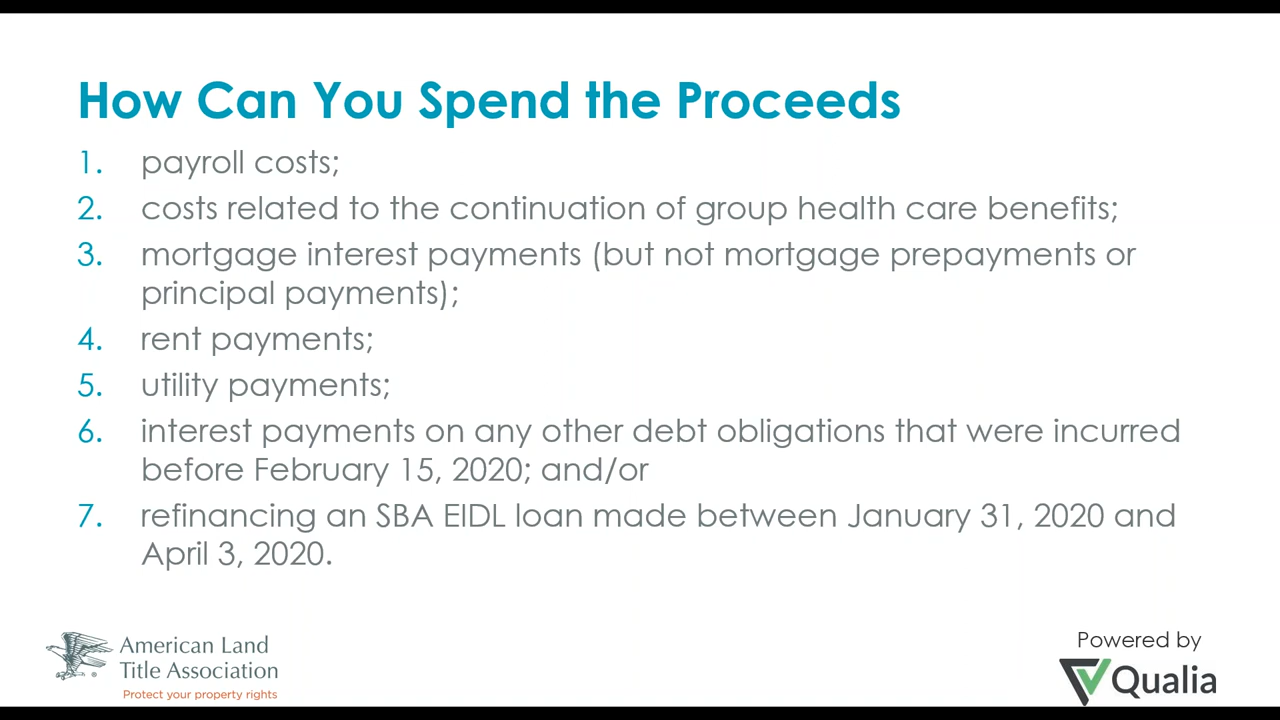 How Can You Spend the Proceeds
1. payroll costs;
2. costs related to the continuation of group health care benefits;
3. mortgage interest payments (but not mortgage prepayments or
principal payments);
4. rent payments;
5. utility payments;
6. interest payments on any other debt obligations that were incurred
before February 15, 2020; and/or
7. refinancing an SBA EIDL loan made between January 31, 2020 and
April 3, 2020.
American Land
Title Association
®
Protect your property rights
Powered by
Qualia